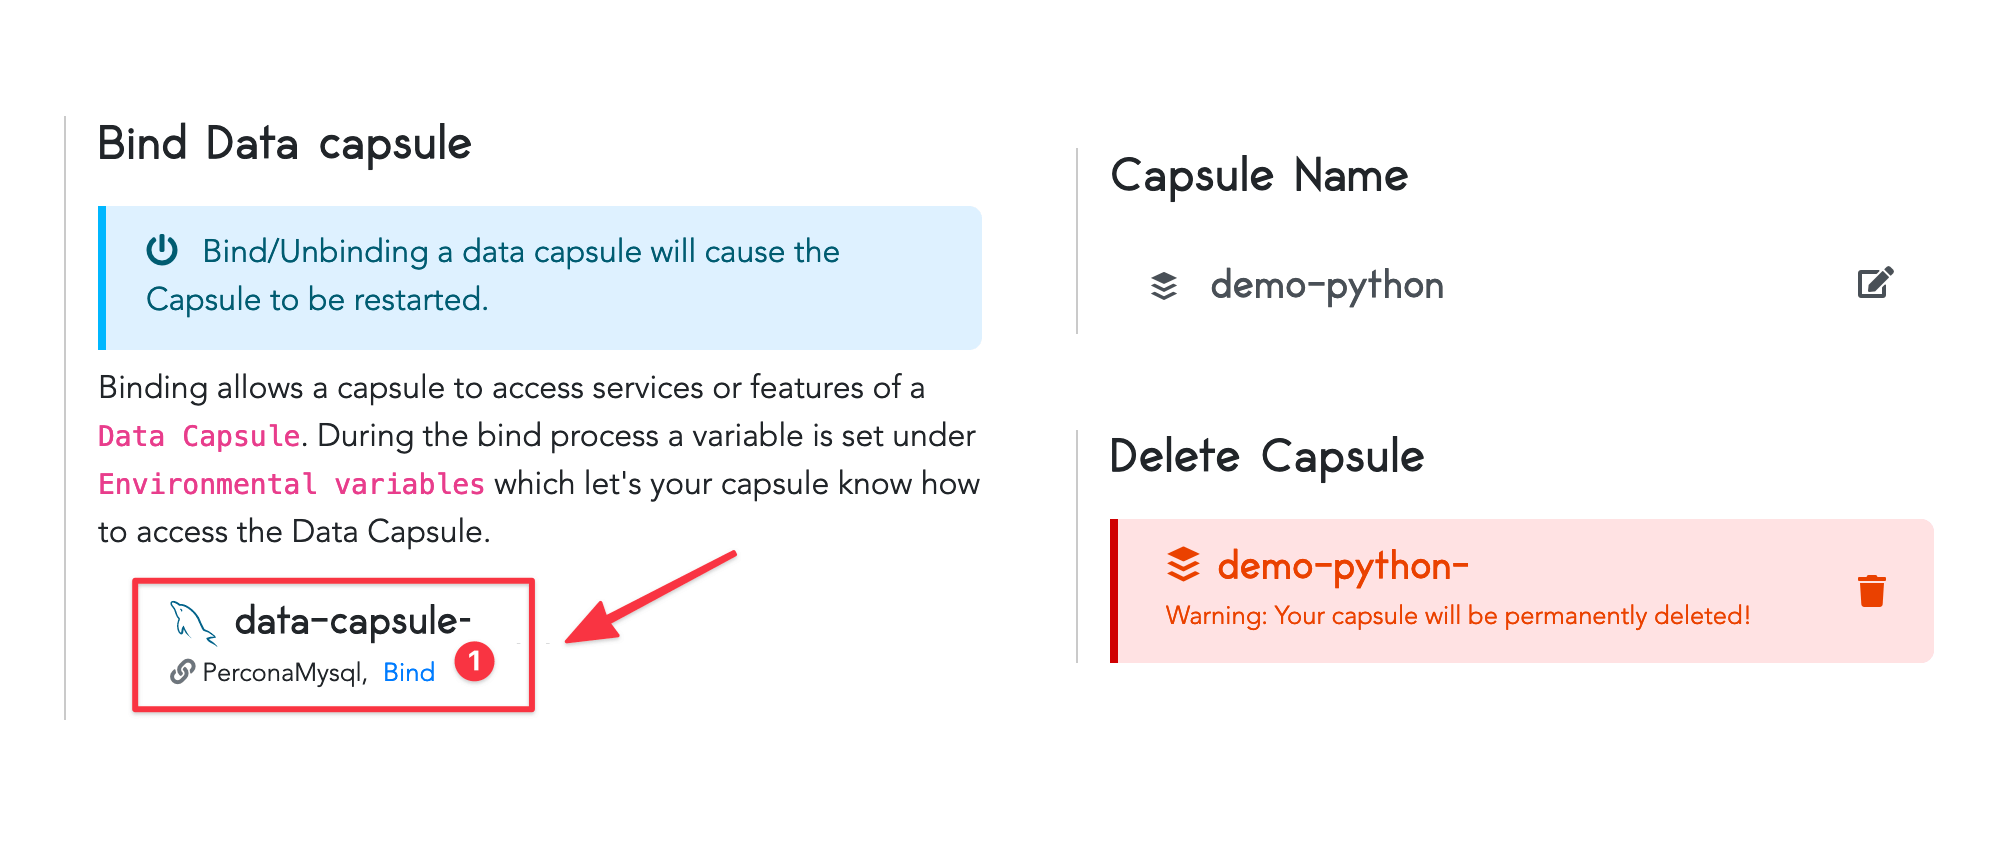 Bind Data capsule
Bind/Unbinding a data capsule will cause the
Capsule to be restarted.
Binding allows a capsule to access services or features of a
Data Capsule. During the bind process a variable is set under
Environmental variables which let's your capsule know how
to access the Data Capsule.
data-capsule-
PerconaMysql, Bind
1
Capsule Name
demo-python
Delete Capsule
demo-python-
Warning: Your capsule will be permanently deleted!